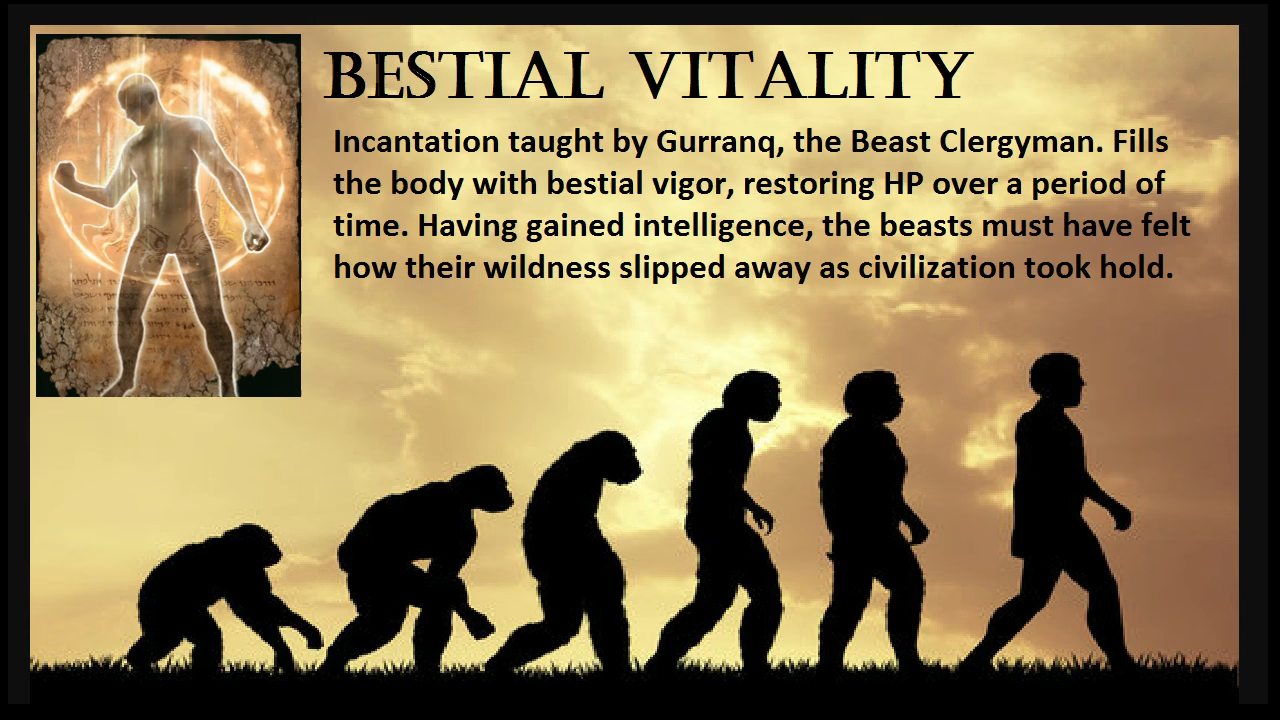 BESTIAL VITALITY
Incantation taught by Gurranq, the Beast Clergyman. Fills
the body with bestial vigor, restoring HP over a period of
time. Having gained intelligence, the beasts must have felt
how their wildness slipped away as civilization took hold.